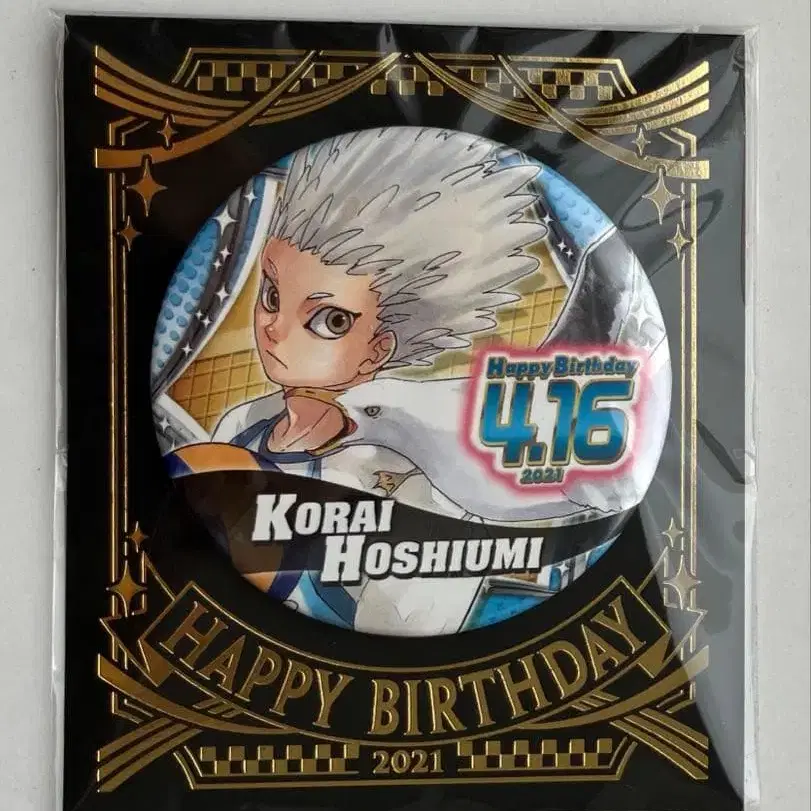 Happy Birthday
4.16
2021
KORAI
HOSHIUMI
HAPPY BIRTHDAY
2021